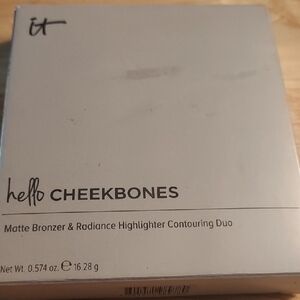 it
hello CHEEKBONES
Matte Bronzer & Radiance Highlighter Contouring Duo
Net Wt. 0.574 oz. ℮ 16.28 g